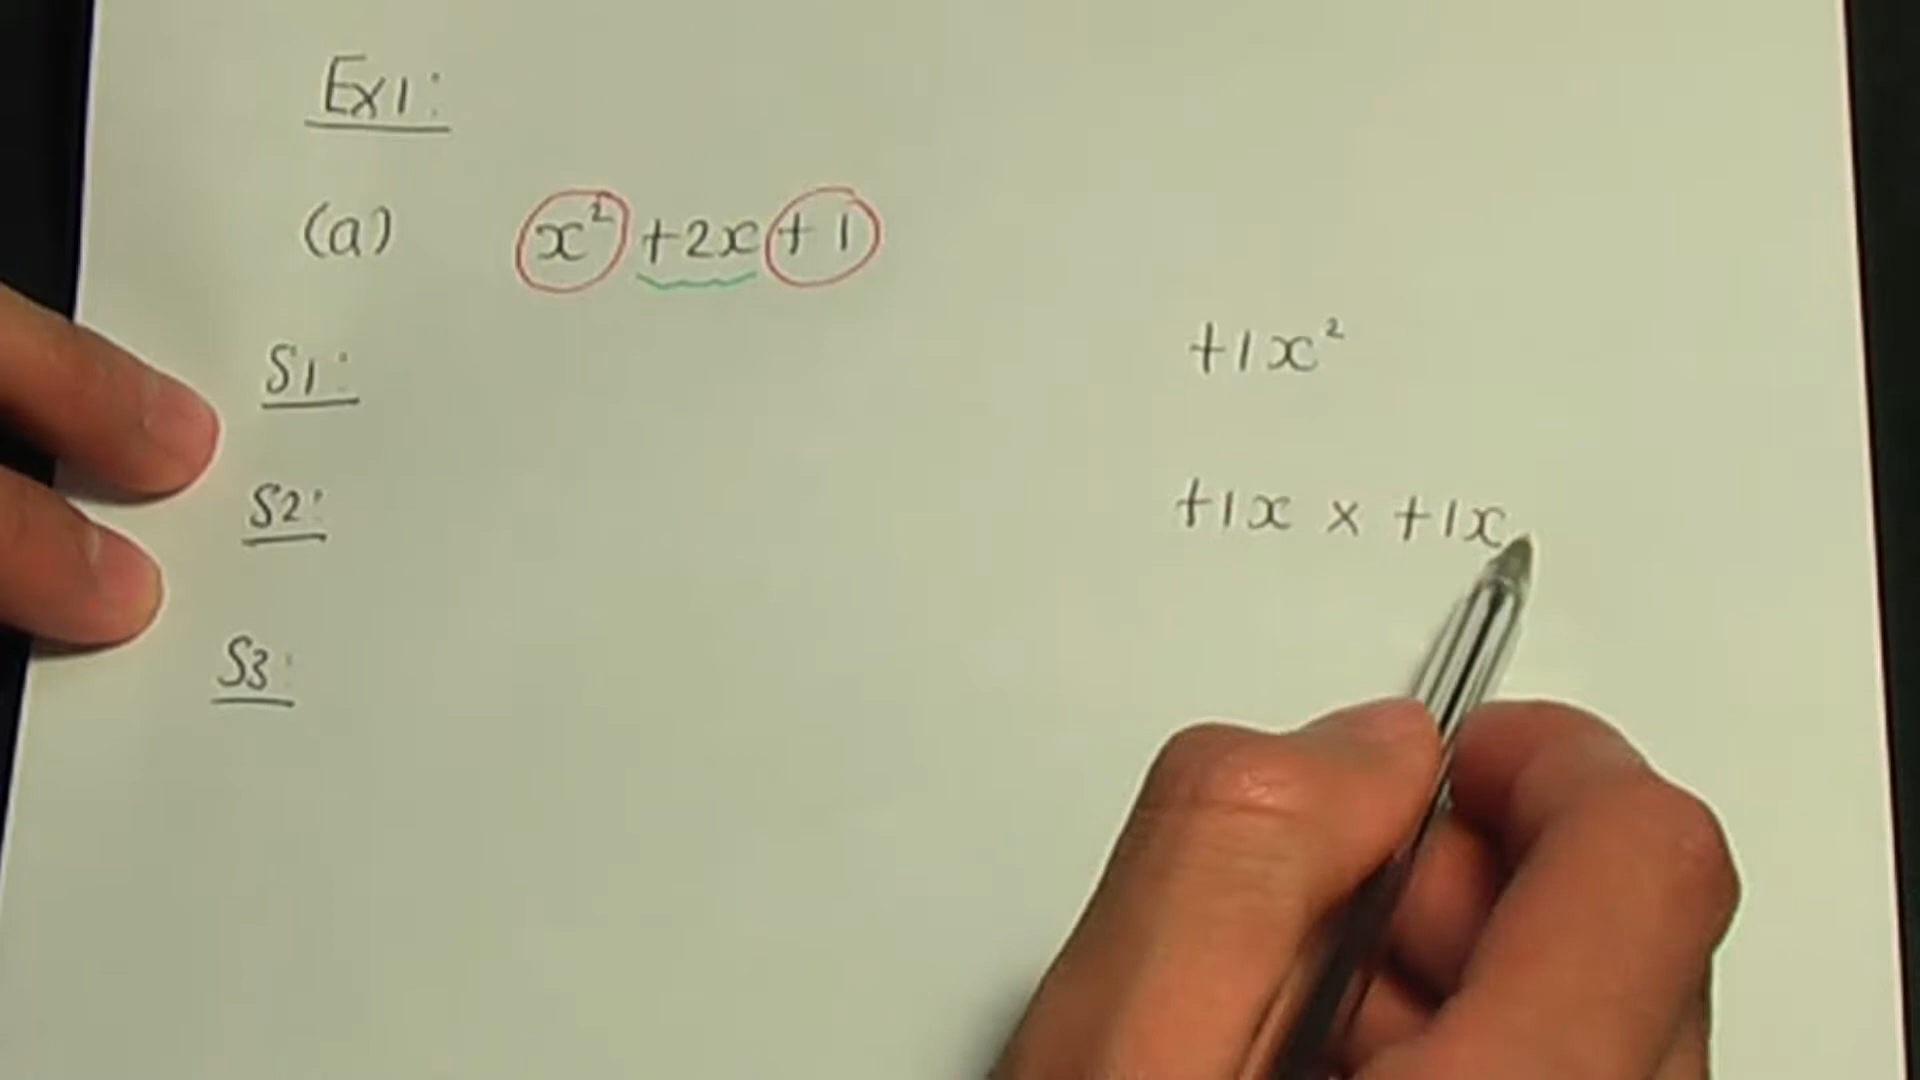 Ex1:
(a) x² +2x +1
S1:
+1x²
S2:
+1x × +1x
S3: